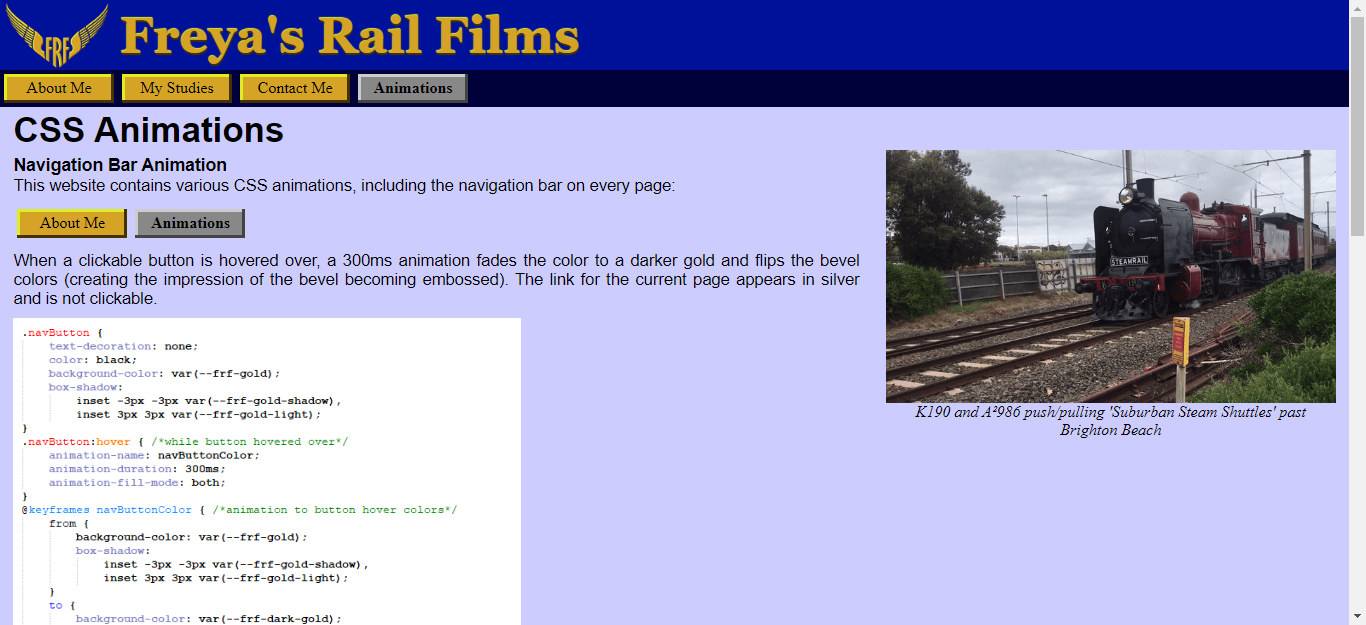 FRFS
Freya's Rail Films
About Me
My Studies
Contact Me
Animations
CSS Animations
Navigation Bar Animation
This website contains various CSS animations, including the navigation bar on every page:
About Me
Animations
When a clickable button is hovered over, a 300ms animation fades the color to a darker gold and flips the bevel
colors (creating the impression of the bevel becoming embossed). The link for the current page appears in silver
and is not clickable.
.navButton {
text-decoration: none;
color: black;
background-color: var(--frf-gold);
box-shadow:
inset -3px -3px var(--frf-gold-shadow),
inset 3px 3px var(--frf-gold-light);
}
.navButton:hover { /*while button hovered over*/
animation-name: navButtonColor;
animation-duration: 300ms;
animation-fill-mode: both;
}
@keyframes navButtonColor { /*animation to button hover colors*/
from {
background-color: var(--frf-gold);
box-shadow:
inset -3px -3px var(--frf-gold-shadow),
inset 3px 3px var(--frf-gold-light);
}
to {
background-color: var(--frf-dark-gold);
STEAMRAIL
K190 and A²986 push/pulling 'Suburban Steam Shuttles' past
Brighton Beach